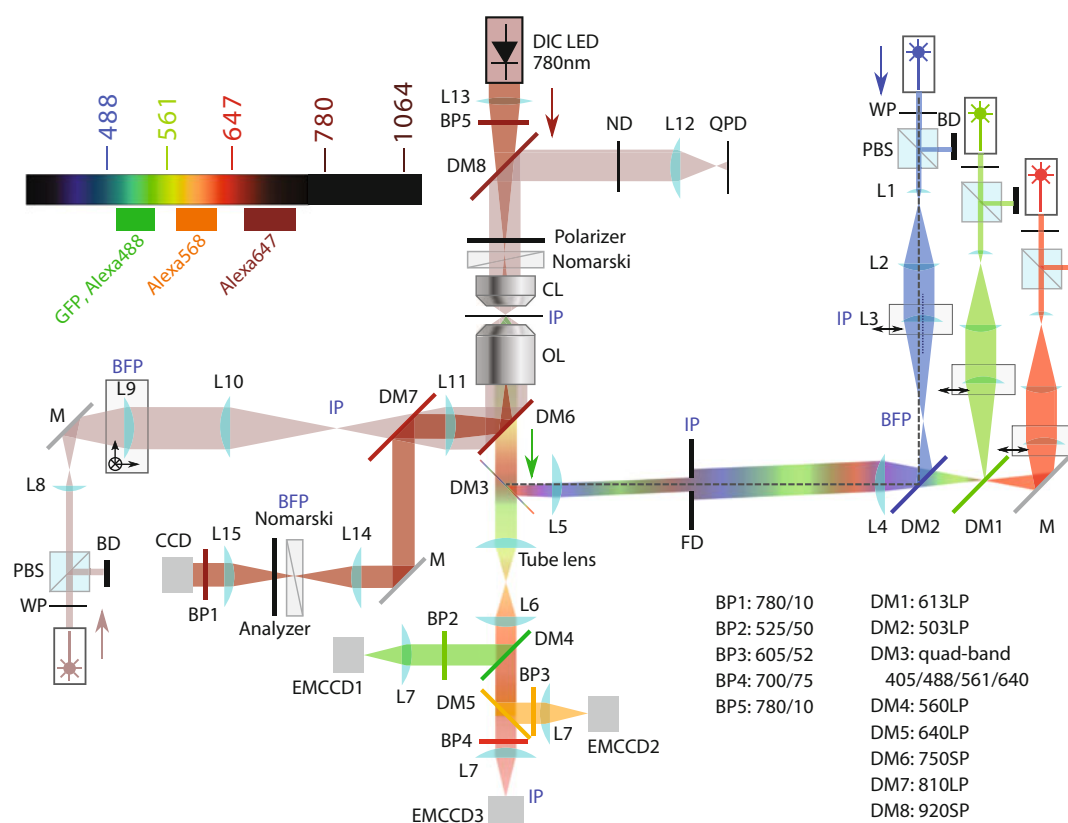 DIC LED
780nm
L13
BP5
DM8
ND
L12
QPD
Polarizer
Nomarski
CL
IP
OL
488
561
647
780
1064
GFP, Alexa488
Alexa568
Alexa647
WP
BD
PBS
L1
L2
IP
L3
BD
BFP
BFP
L9
L10
M
IP
DM7
L11
DM6
L8
DM3
L5
IP
FD
L4
DM2
DM1
M
BFP
Nomarski
CCD
L15
L14
M
BP1
Analyzer
Tube lens
PBS
BD
WP
L6
BP2
DM4
EMCCD1
L7
BP3
DM5
L7
EMCCD2
BP4
L7
IP
EMCCD3
BP1: 780/10
BP2: 525/50
BP3: 605/52
BP4: 700/75
BP5: 780/10
DM1: 613LP
DM2: 503LP
DM3: quad-band
405/488/561/640
DM4: 560LP
DM5: 640LP
DM6: 750SP
DM7: 810LP
DM8: 920SP